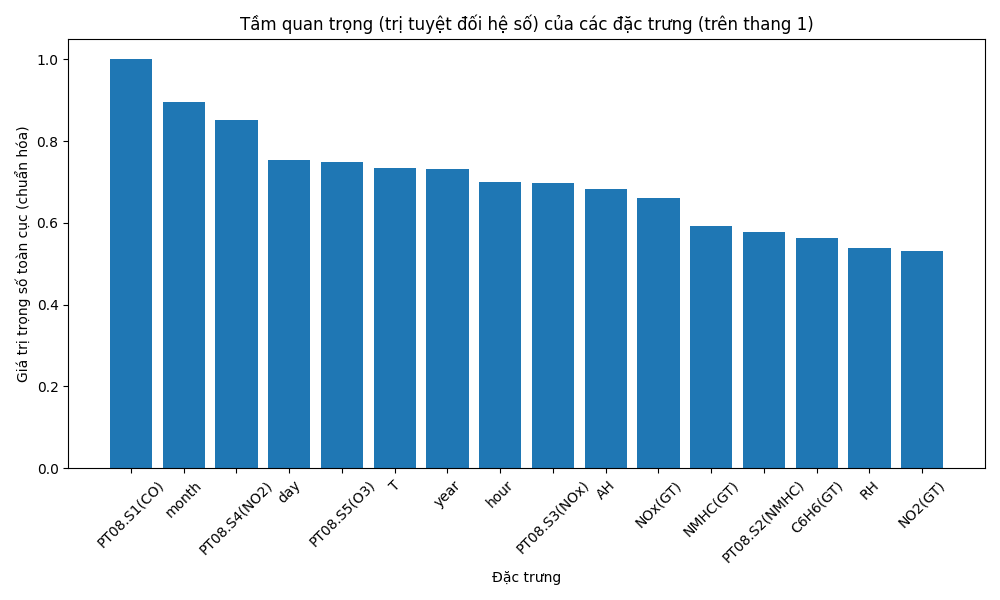 Tầm quan trọng (trị tuyệt đối hệ số) của các đặc trưng (trên thang 1)
Giá trị trọng số toàn cục (chuẩn hóa)
1.0
0.8
0.6
0.4
0.2
0.0
PT08.S1(CO)
month
PT08.S4(NO2)
day
PT08.S5(O3)
T
year
hour
PT08.S3(NOx)
AH
NOx(GT)
NMHC(GT)
PT08.S2(NMHC)
C6H6(GT)
RH
NO2(GT)
Đặc trưng